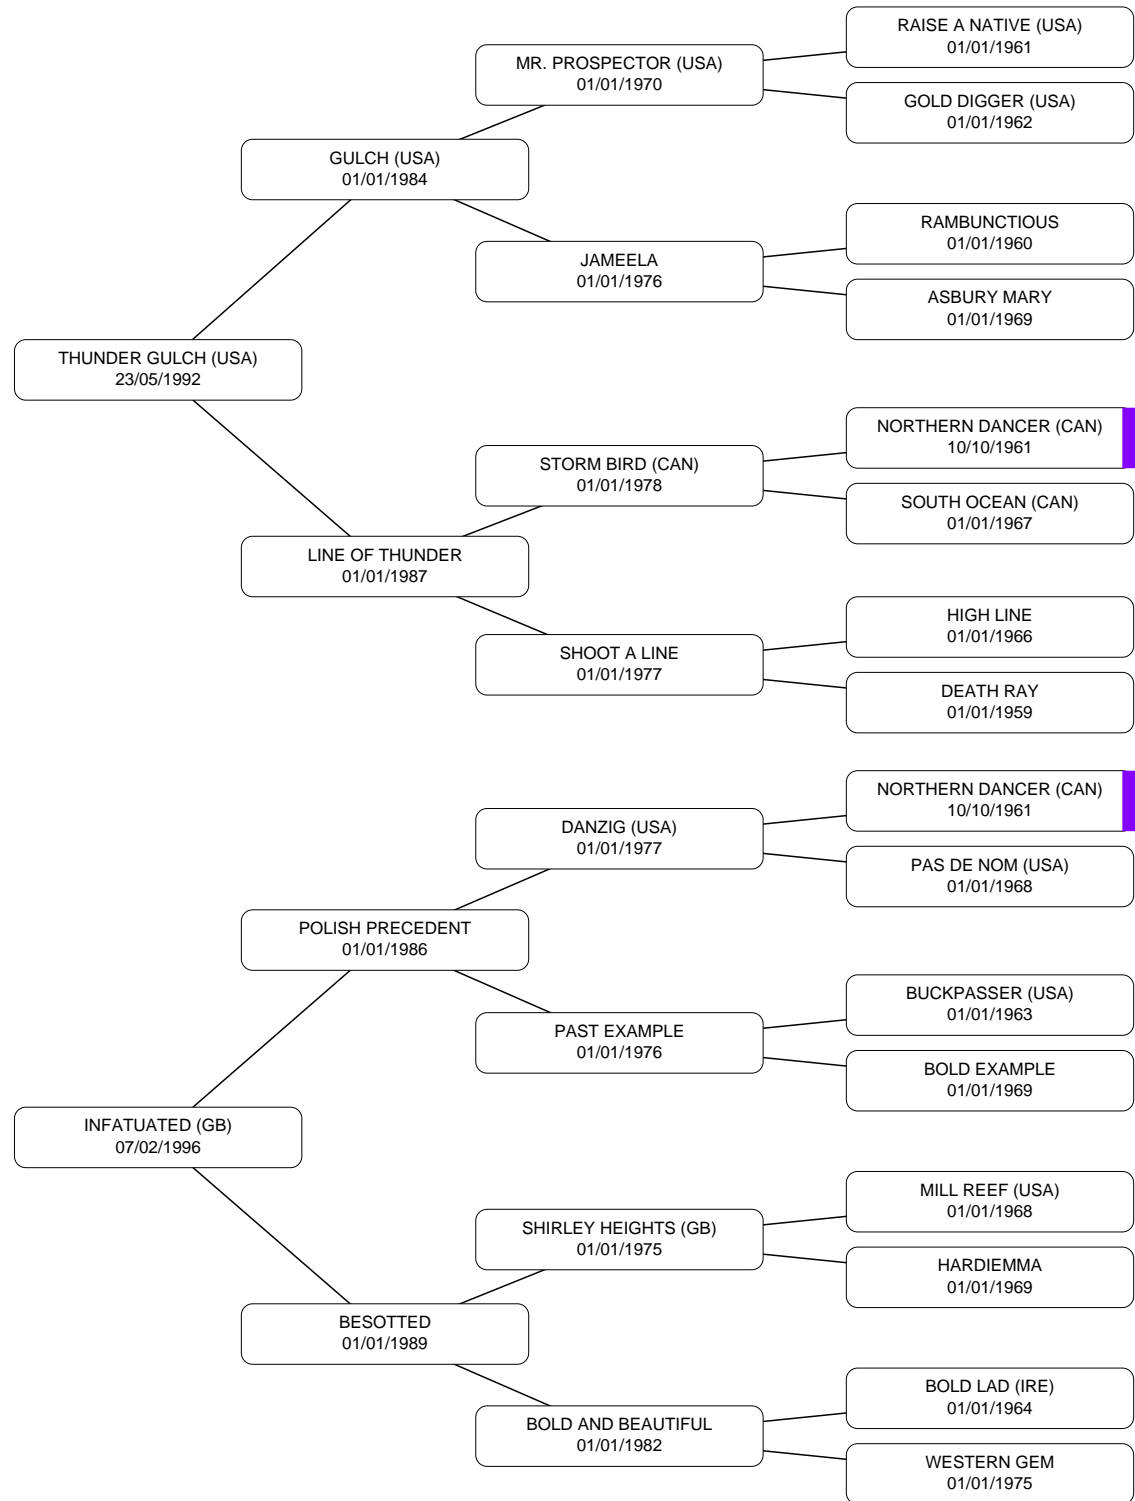 RAISE A NATIVE (USA)
01/01/1961
MR. PROSPECTOR (USA)
01/01/1970
GOLD DIGGER (USA)
01/01/1962
GULCH (USA)
01/01/1984
RAMBUNCTIOUS
01/01/1960
JAMEELA
01/01/1976
ASBURY MARY
01/01/1969
THUNDER GULCH (USA)
23/05/1992
NORTHERN DANCER (CAN)
10/10/1961
STORM BIRD (CAN)
01/01/1978
SOUTH OCEAN (CAN)
01/01/1967
LINE OF THUNDER
01/01/1987
HIGH LINE
01/01/1966
SHOOT A LINE
01/01/1977
DEATH RAY
01/01/1959
NORTHERN DANCER (CAN)
10/10/1961
DANZIG (USA)
01/01/1977
PAS DE NOM (USA)
01/01/1968
POLISH PRECEDENT
01/01/1986
BUCKPASSER (USA)
01/01/1963
PAST EXAMPLE
01/01/1976
BOLD EXAMPLE
01/01/1969
INFATUATED (GB)
07/02/1996
MILL REEF (USA)
01/01/1968
SHIRLEY HEIGHTS (GB)
01/01/1975
HARDIEMMA
01/01/1969
BESOTTED
01/01/1989
BOLD LAD (IRE)
01/01/1964
BOLD AND BEAUTIFUL
01/01/1982
WESTERN GEM
01/01/1975